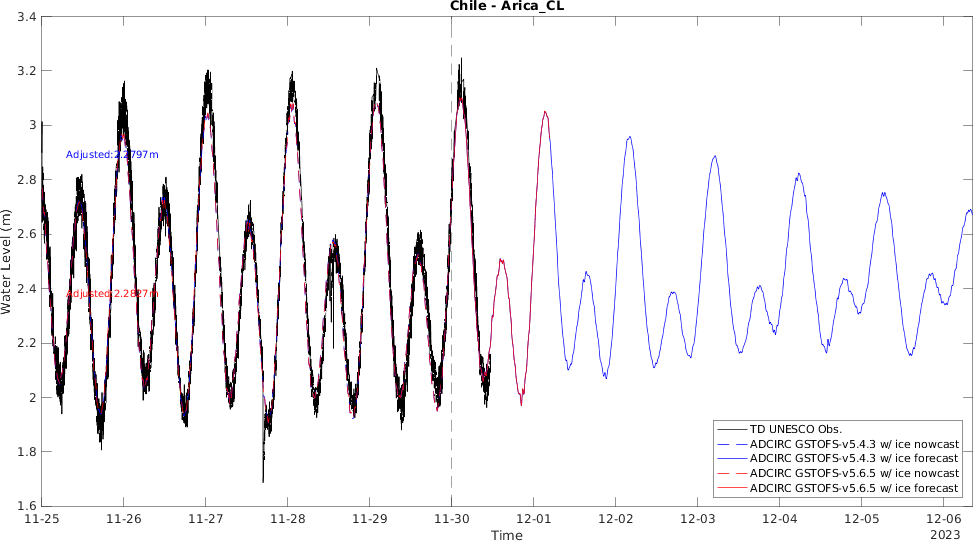 Chile - Arica_CL
3.4
3.2
3
2.8
2.6
2.4
2.2
2
1.8
1.6
Water Level (m)
Adjusted:2.2797m
Adjusted:2.2827m
TD UNESCO Obs.
ADCIRC GSTOFS-v5.4.3 w/ ice nowcast
ADCIRC GSTOFS-v5.4.3 w/ ice forecast
ADCIRC GSTOFS-v5.6.5 w/ ice nowcast
ADCIRC GSTOFS-v5.6.5 w/ ice forecast
11-25 11-26 11-27 11-28 11-29 11-30 12-01 12-02 12-03 12-04 12-05 12-06
2023
Time